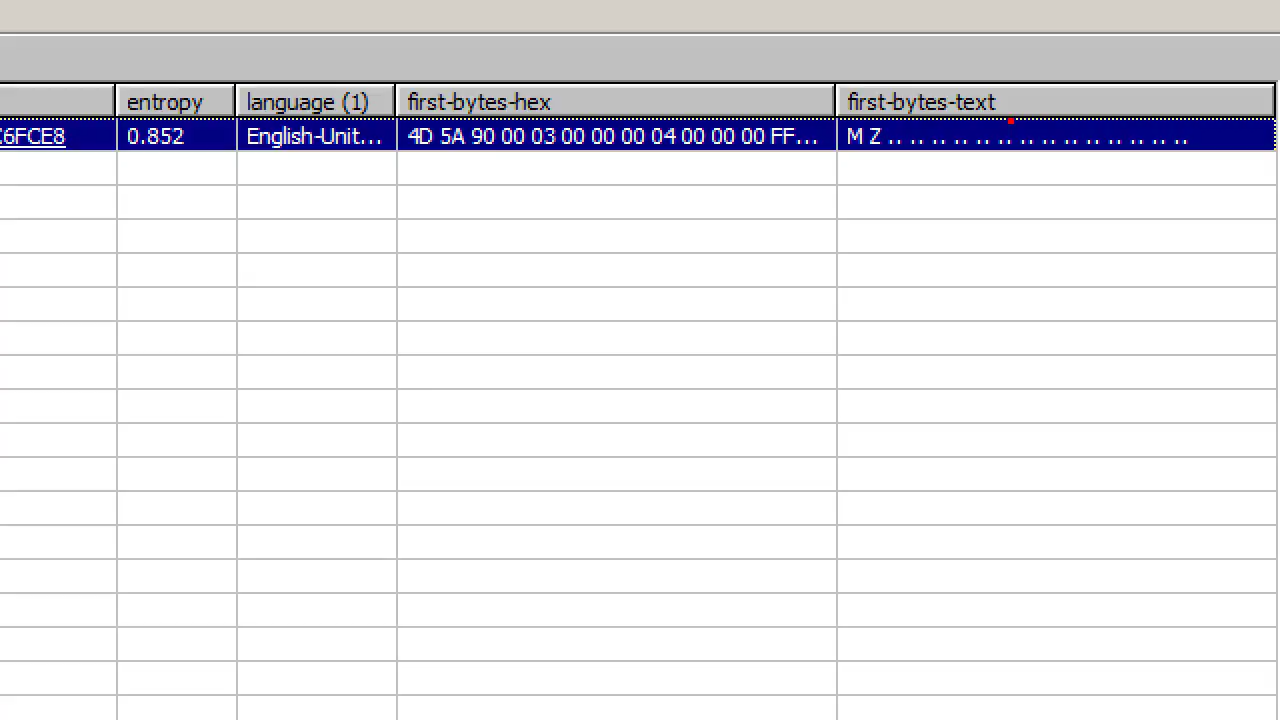 entropy language (1) first-bytes-hex first-bytes-text
6FCE8 0.852 English-Unit... 4D 5A 90 00 03 00 00 00 04 00 00 00 FF... M Z .. .. .. .. .. .. .. .. .. .. .. .. .. ..